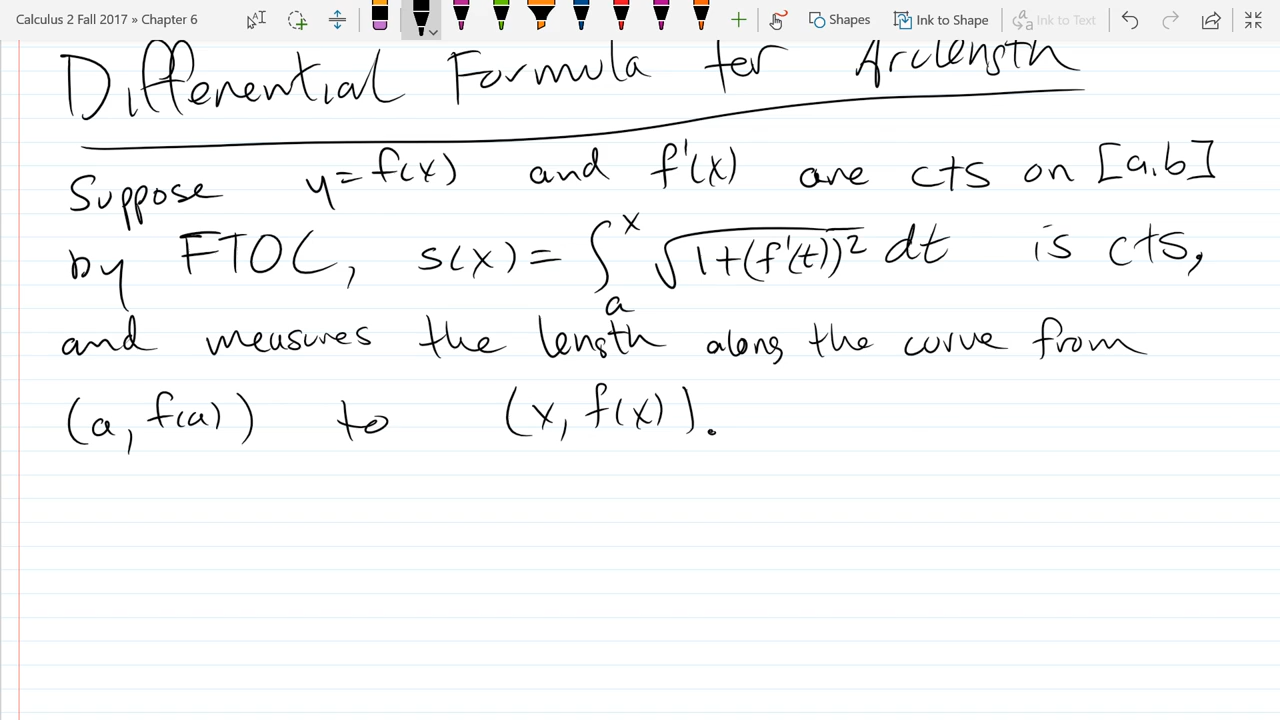 Calculus 2 Fall 2017 » Chapter 6
Shapes
Ink to Shape
Ink to Text
Differential Formula for Arclength
Suppose y=f(x) and f'(x) are cts on [a,b]
by FTOC, s(x) = ∫ₐˣ √(1+(f'(t))²) dt is cts,
and measures the length along the curve from
(a, f(a)) to (x, f(x)).